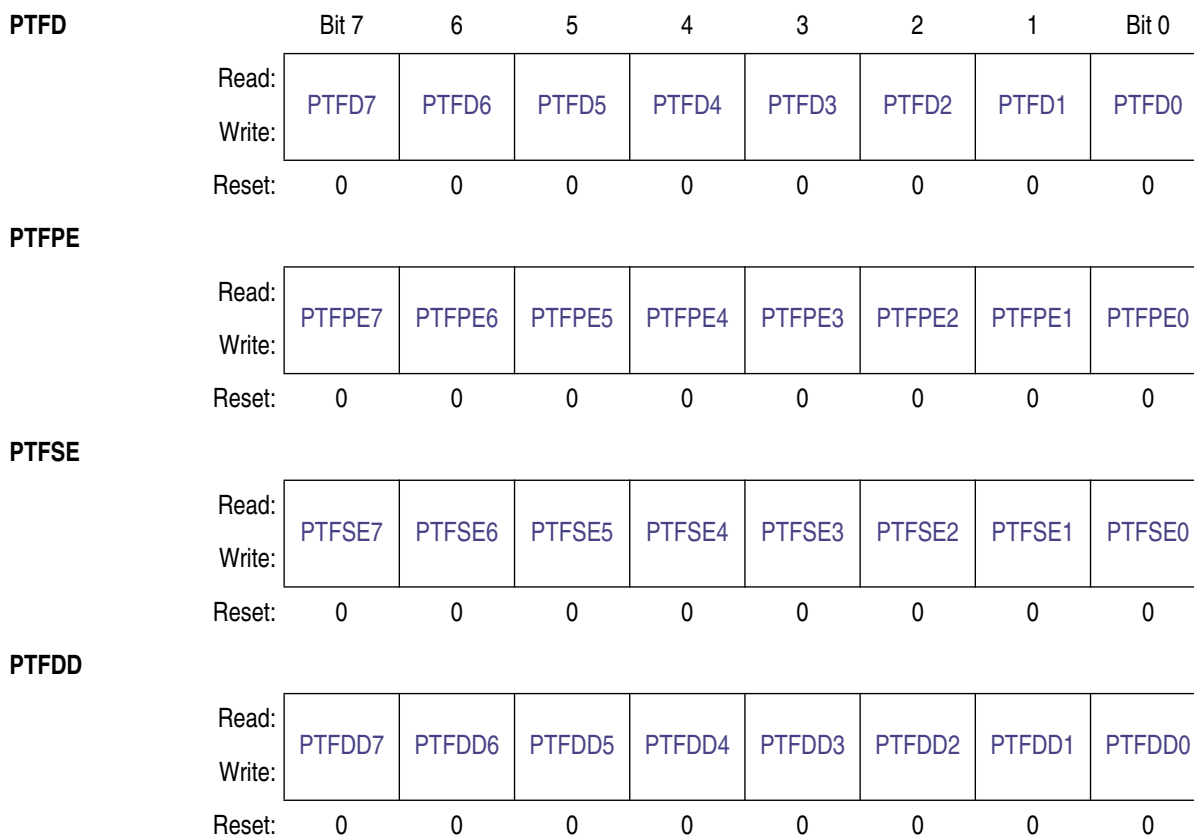 PTFD Bit 7 6 5 4 3 2 1 Bit 0
Read:
PTFD7 PTFD6 PTFD5 PTFD4 PTFD3 PTFD2 PTFD1 PTFD0
Write:
Reset: 0 0 0 0 0 0 0 0
PTFPE
Read:
PTFPE7 PTFPE6 PTFPE5 PTFPE4 PTFPE3 PTFPE2 PTFPE1 PTFPE0
Write:
Reset: 0 0 0 0 0 0 0 0
PTFSE
Read:
PTFSE7 PTFSE6 PTFSE5 PTFSE4 PTFSE3 PTFSE2 PTFSE1 PTFSE0
Write:
Reset: 0 0 0 0 0 0 0 0
PTFDD
Read:
PTFDD7 PTFDD6 PTFDD5 PTFDD4 PTFDD3 PTFDD2 PTFDD1 PTFDD0
Write:
Reset: 0 0 0 0 0 0 0 0